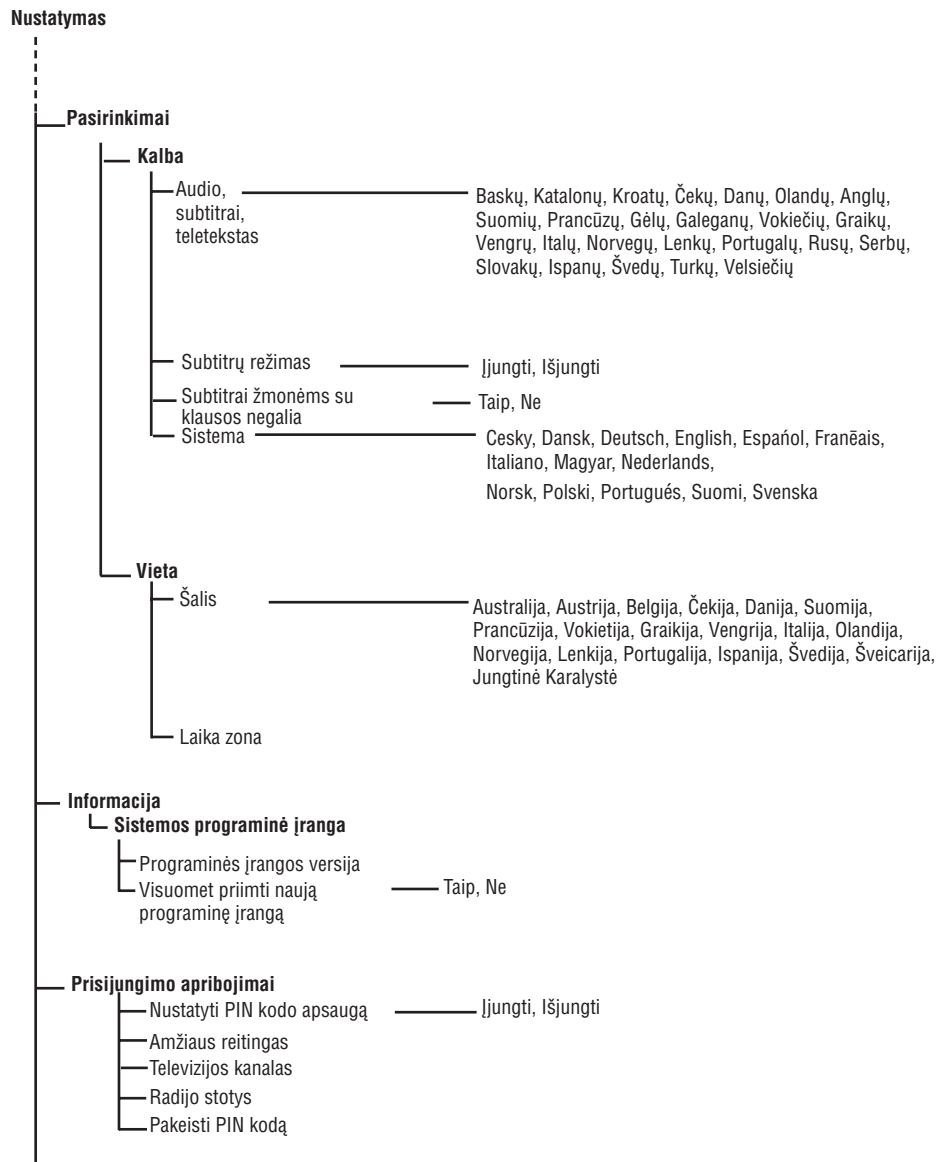 Nustatymas
Pasirinkimai
Kalba
Audio,
subtitrai,
teletekstas
Baskų, Katalonų, Kroatų, Čekų, Danų, Olandų, Anglų,
Suomių, Prancūzų, Gėlų, Galeganų, Vokiečių, Graikų,
Vengrų, Italų, Norvegų, Lenkų, Portugalų, Rusų, Serbų,
Slovakų, Ispanų, Švedų, Turkų, Velsiečių
Subtitrų režimas
Įjungti, Išjungti
Subtitrai žmonėms su
klausos negalia
Taip, Ne
Sistema
Cesky, Dansk, Deutsch, English, Espańol, Franēais,
Italiano, Magyar, Nederlands,
Norsk, Polski, Portugués, Suomi, Svenska
Vieta
Šalis
Australija, Austrija, Belgija, Čekija, Danija, Suomija,
Prancūzija, Vokietija, Graikija, Vengrija, Italija, Olandija,
Norvegija, Lenkija, Portugalija, Ispanija, Švedija, Šveicarija,
Jungtinė Karalystė
Laika zona
Informacija
Sistemos programinė įranga
Programinės įrangos versija
Visuomet priimti naują
programinę įrangą
Taip, Ne
Prisijungimo apribojimai
Nustatyti PIN kodo apsaugą
Įjungti, Išjungti
Amžiaus reitingas
Televizijos kanalas
Radijo stotys
Pakeisti PIN kodą